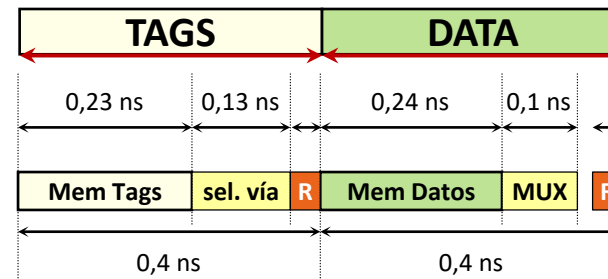 TAGS DATA
0,23 ns 0,13 ns 0,24 ns 0,1 ns
Mem Tags sel. vía R Mem Datos MUX
0,4 ns 0,4 ns